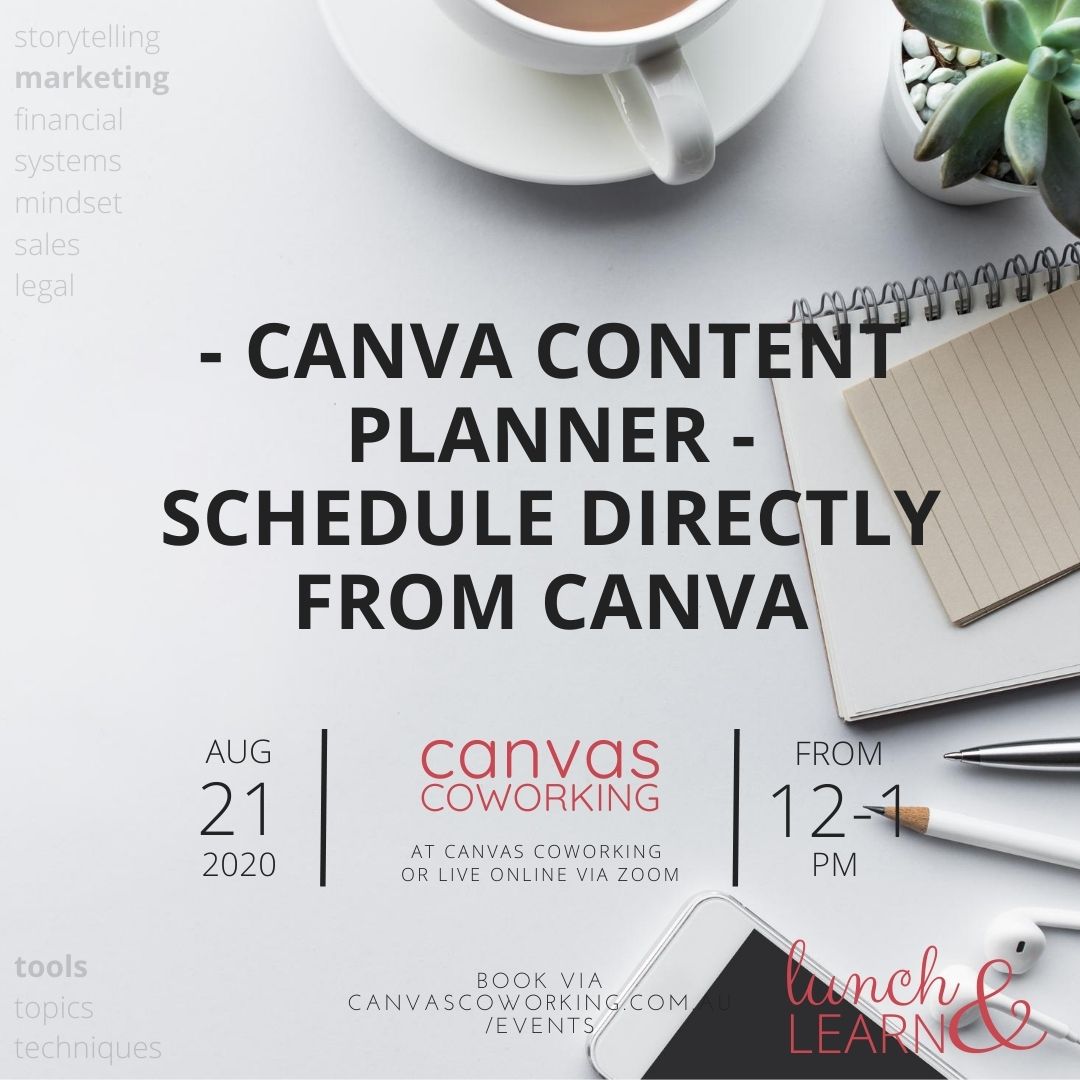 storytelling
marketing
financial
systems
mindset
sales
legal
- CANVA CONTENT
PLANNER -
SCHEDULE DIRECTLY
FROM CANVA
AUG
21
2020
canvas
COWORKING
AT CANVAS COWORKING
OR LIVE ONLINE VIA ZOOM
FROM
12-1
PM
tools
topics
techniques
BOOK VIA
CANVASCOWORKING.COM.AU
/EVENTS
lunch &
LEARN